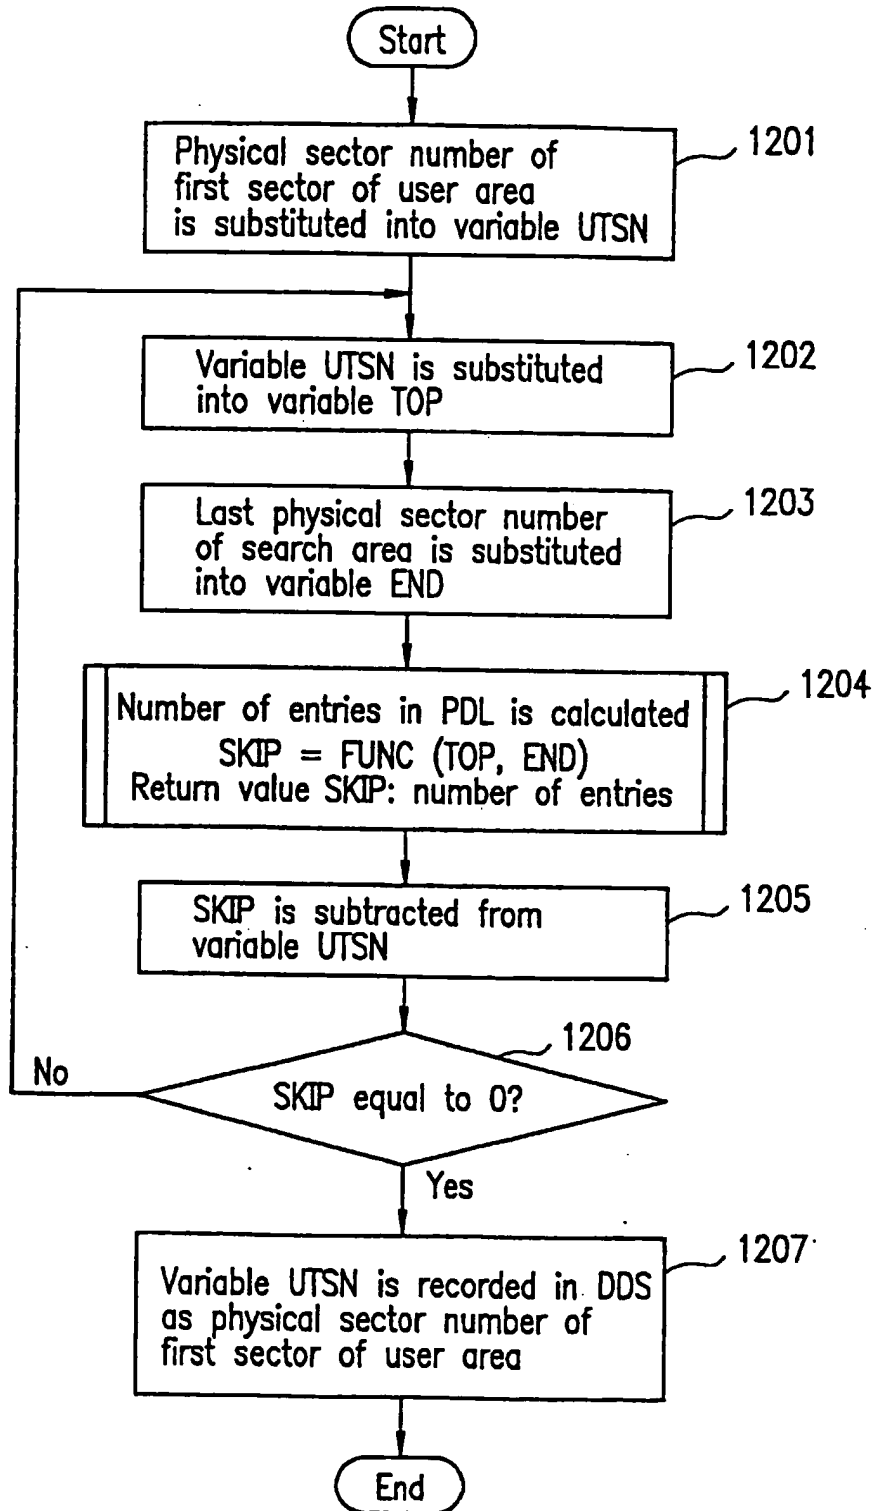 Start
Physical sector number of
first sector of user area
is substituted into variable UTSN
1201
Variable UTSN is substituted
into variable TOP
1202
Last physical sector number
of search area is substituted
into variable END
1203
Number of entries in PDL is calculated
SKIP = FUNC (TOP, END)
Return value SKIP: number of entries
1204
SKIP is subtracted from
variable UTSN
1205
SKIP equal to 0?
1206
No
Yes
Variable UTSN is recorded in DDS
as physical sector number of
first sector of user area
1207
End